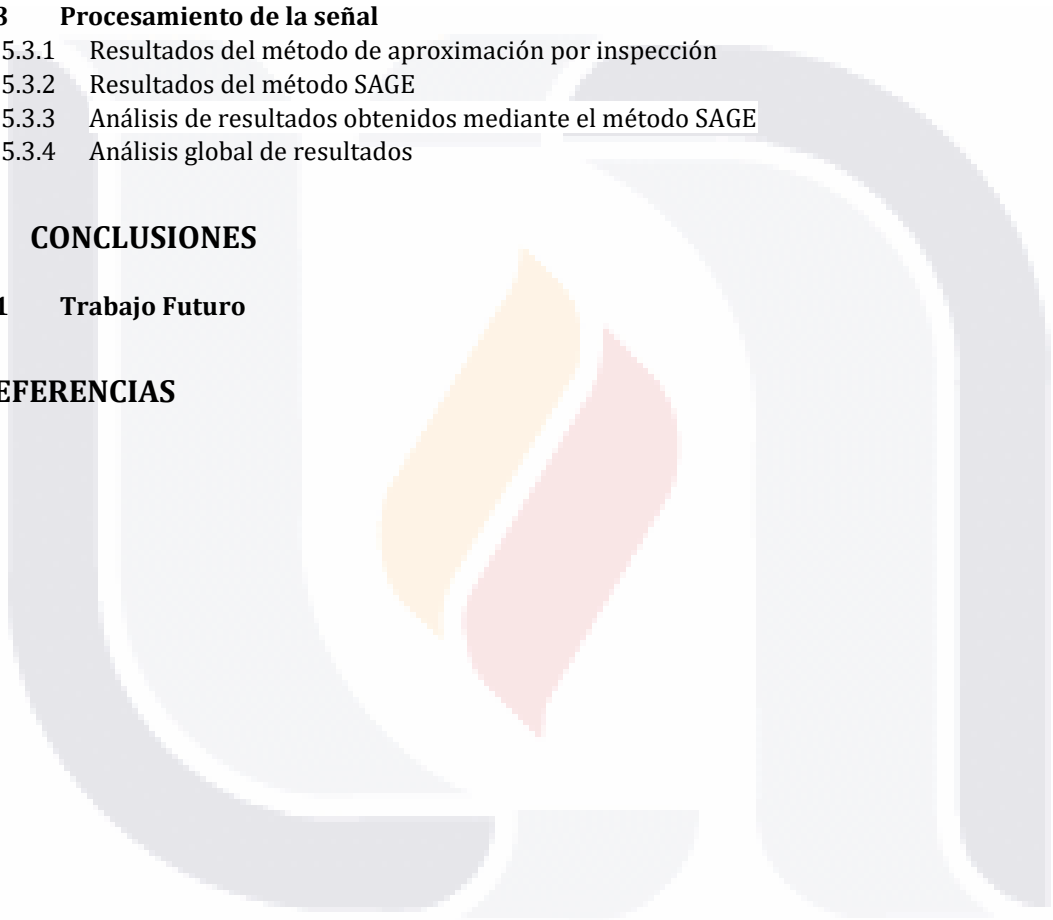 3 Procesamiento de la señal
5.3.1 Resultados del método de aproximación por inspección
5.3.2 Resultados del método SAGE
5.3.3 Análisis de resultados obtenidos mediante el método SAGE
5.3.4 Análisis global de resultados
CONCLUSIONES
1 Trabajo Futuro
EFERENCIAS